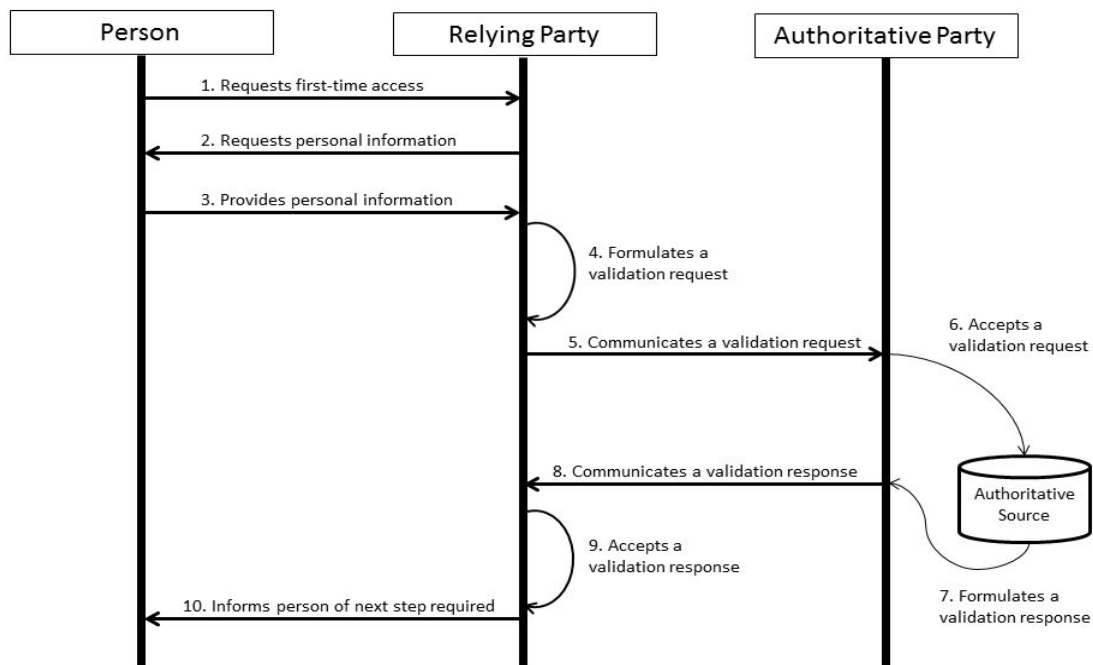 Person
Relying Party
Authoritative Party
1. Requests first-time access
2. Requests personal information
3. Provides personal information
4. Formulates a
validation request
5. Communicates a validation request
6. Accepts a
validation request
8. Communicates a validation response
Authoritative
Source
9. Accepts a
validation response
7. Formulates a
validation response
10. Informs person of next step required